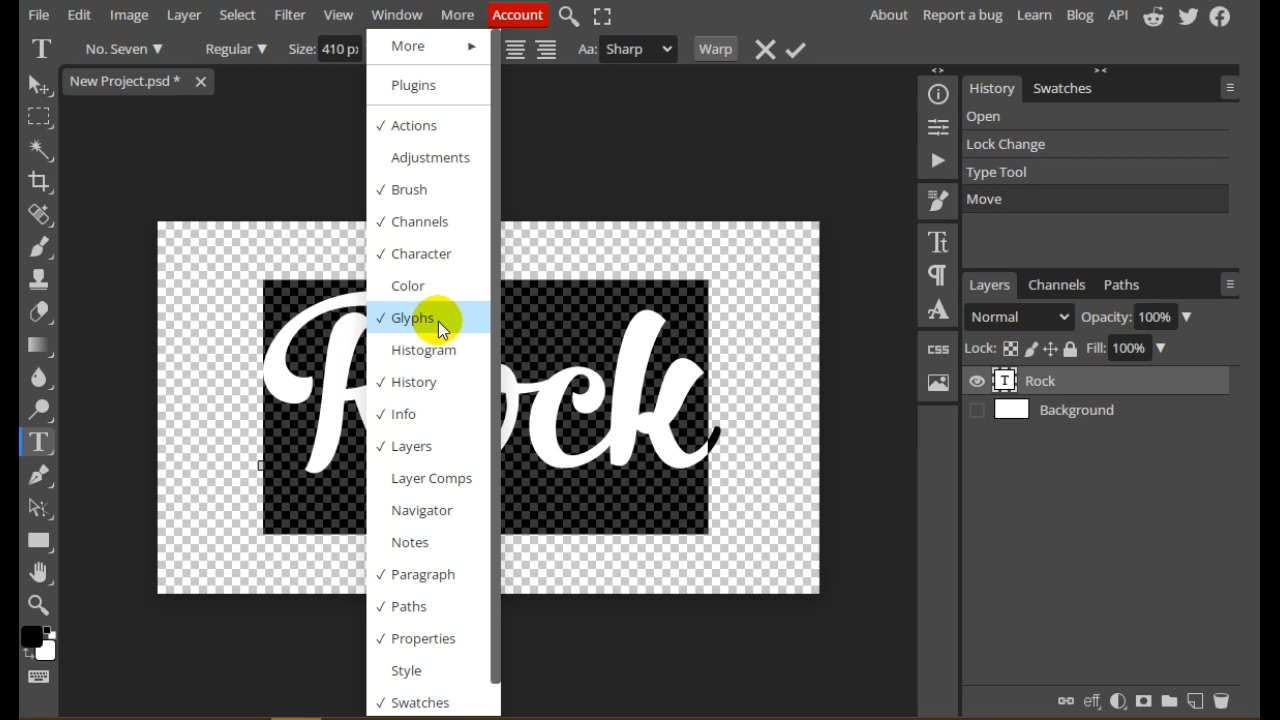 File Edit Image Layer Select Filter View Window More Account About Report a bug Learn Blog API
T No. Seven ▼ Regular ▼ Size: 410 px Aa: Sharp Warp
New Project.psd *
More
Plugins
✓ Actions
Adjustments
✓ Brush
✓ Channels
✓ Character
Color
✓ Glyphs
Histogram
✓ History
✓ Info
✓ Layers
Layer Comps
Navigator
Notes
✓ Paragraph
✓ Paths
✓ Properties
Style
✓ Swatches
ock
CSS
History Swatches
Open
Lock Change
Type Tool
Move
Layers Channels Paths
Normal Opacity: 100% ▼
Lock: Fill: 100% ▼
T Rock
Background
eff